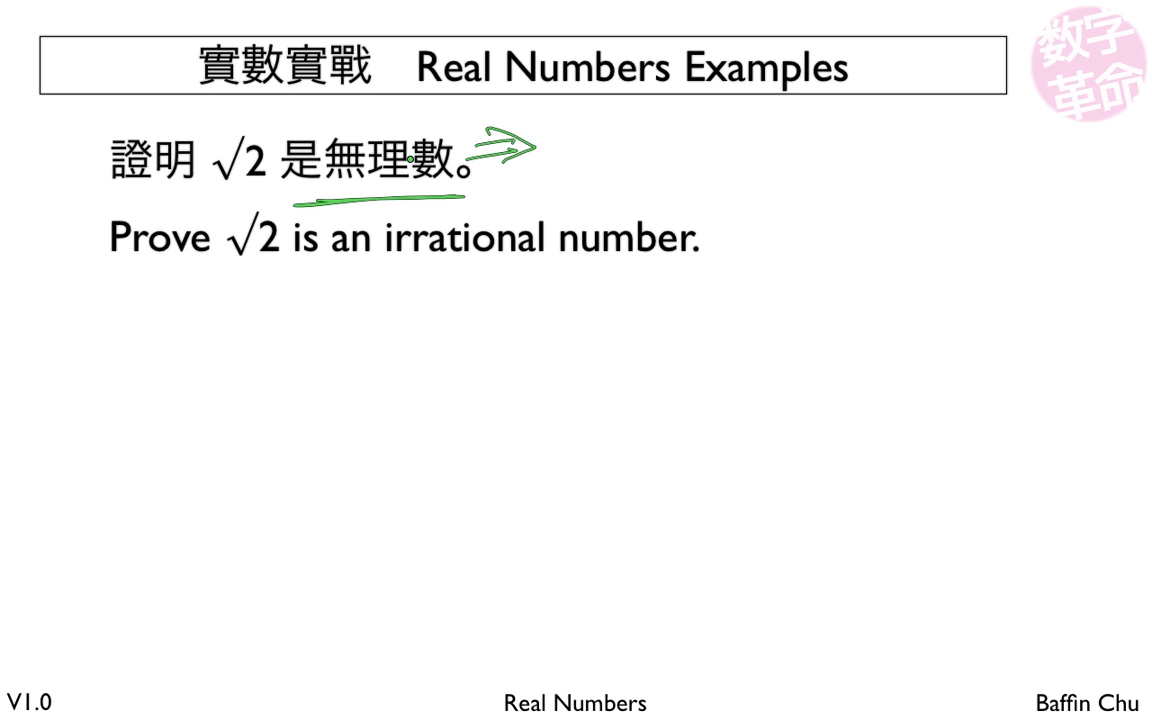 實數實戰 Real Numbers Examples
数字
革命
證明 √2 是無理數。
Prove √2 is an irrational number.
V1.0 Real Numbers Baffin Chu